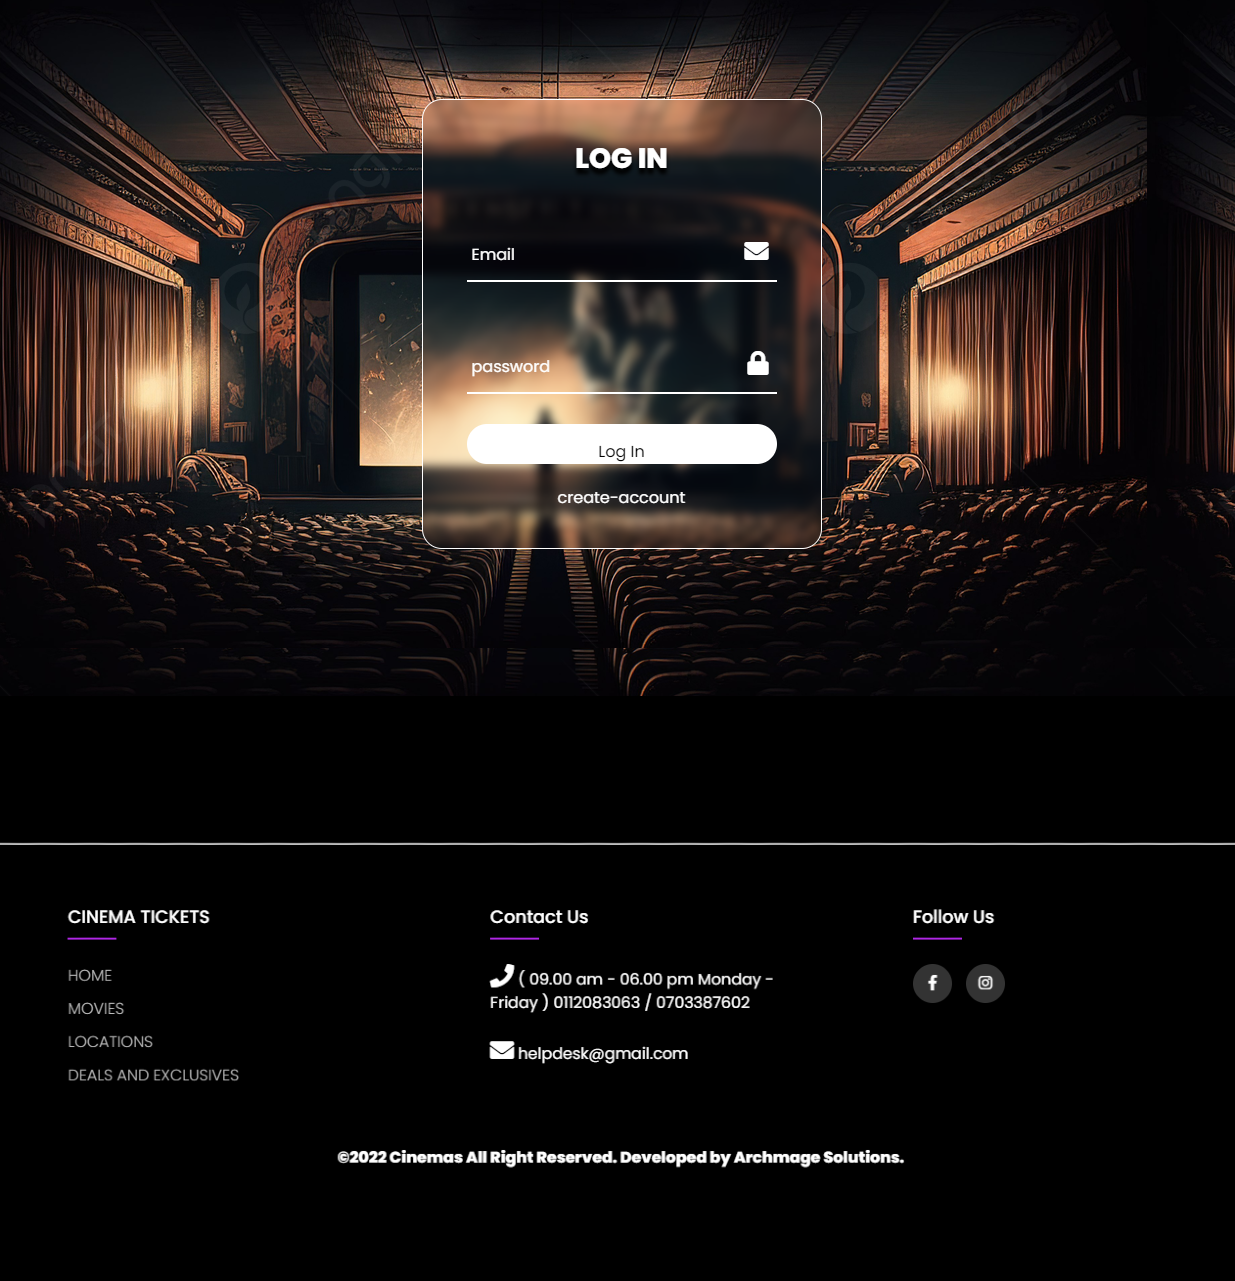 LOG IN
Email
password
Log In
create-account
CINEMA TICKETS
HOME
MOVIES
LOCATIONS
DEALS AND EXCLUSIVES
Contact Us
( 09.00 am - 06.00 pm Monday -
Friday ) 0112083063 / 0703387602
helpdesk@gmail.com
Follow Us
©2022 Cinemas All Right Reserved. Developed by Archmage Solutions.